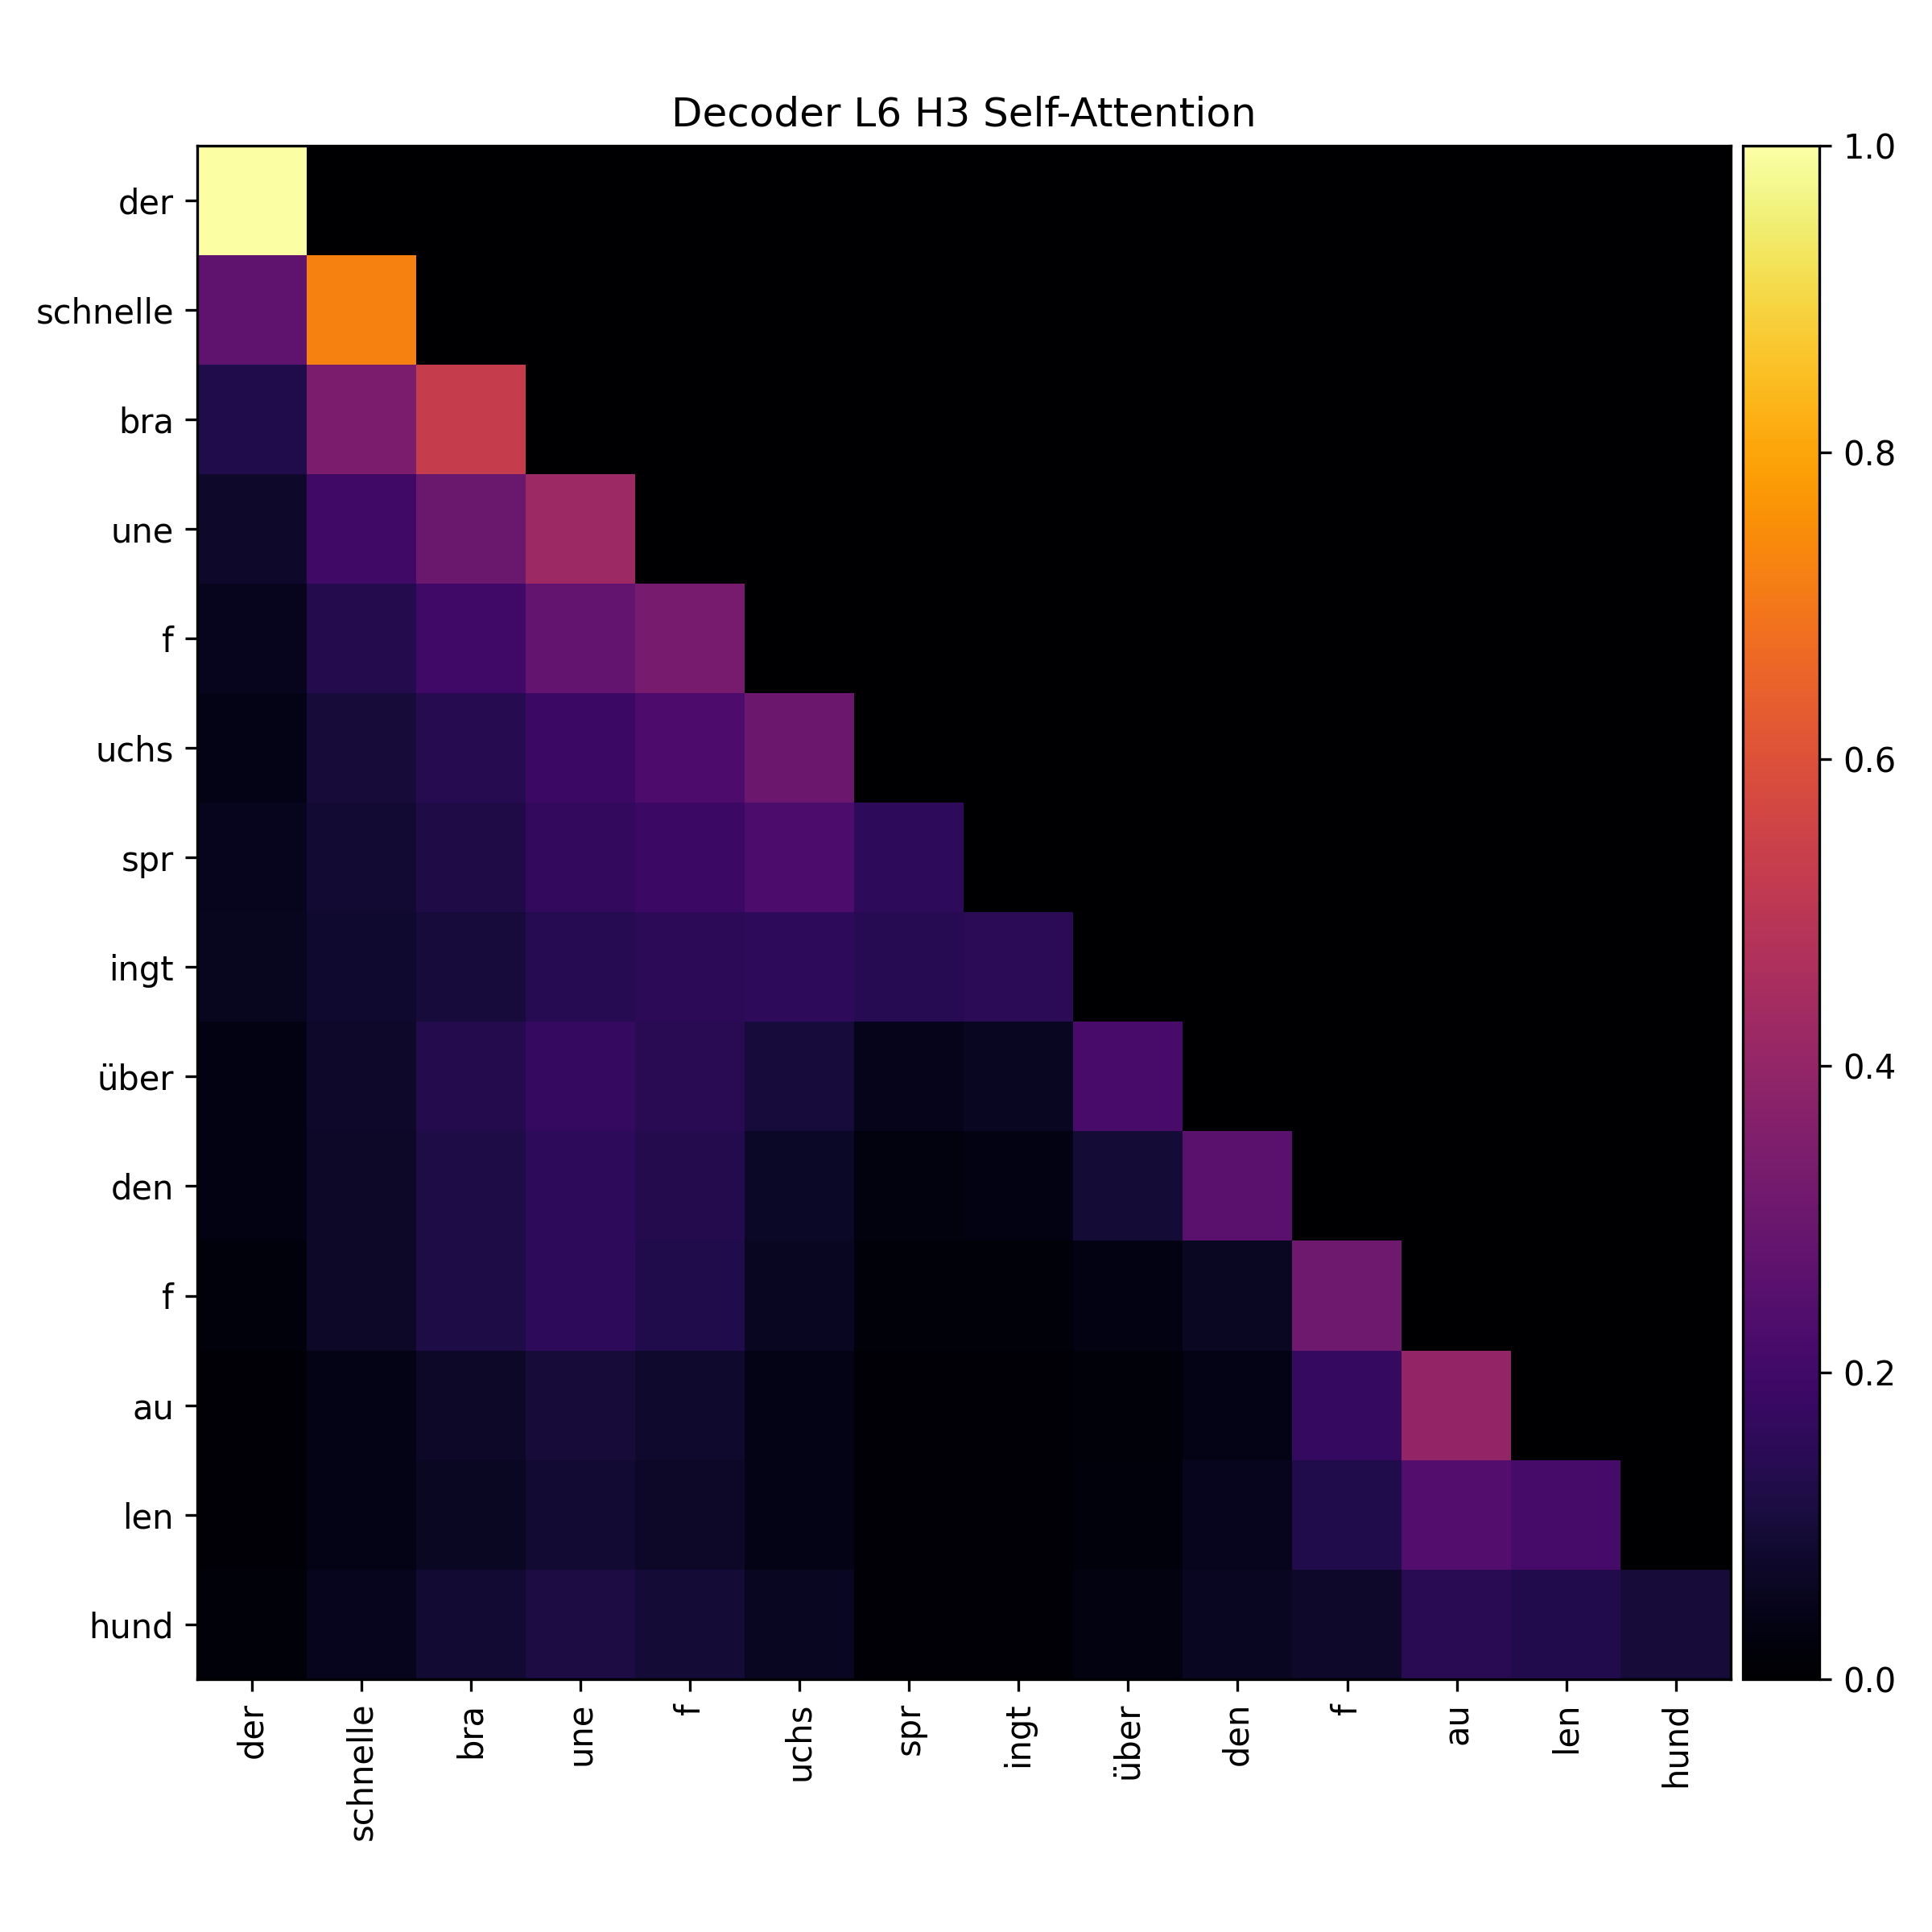 Decoder L6 H3 Self-Attention
der
schnelle
bra
une
f
uchs
spr
ingt
über
den
f
au
len
hund
der
schnelle
bra
une
f
uchs
spr
ingt
über
den
f
au
len
hund
1.0
0.8
0.6
0.4
0.2
0.0